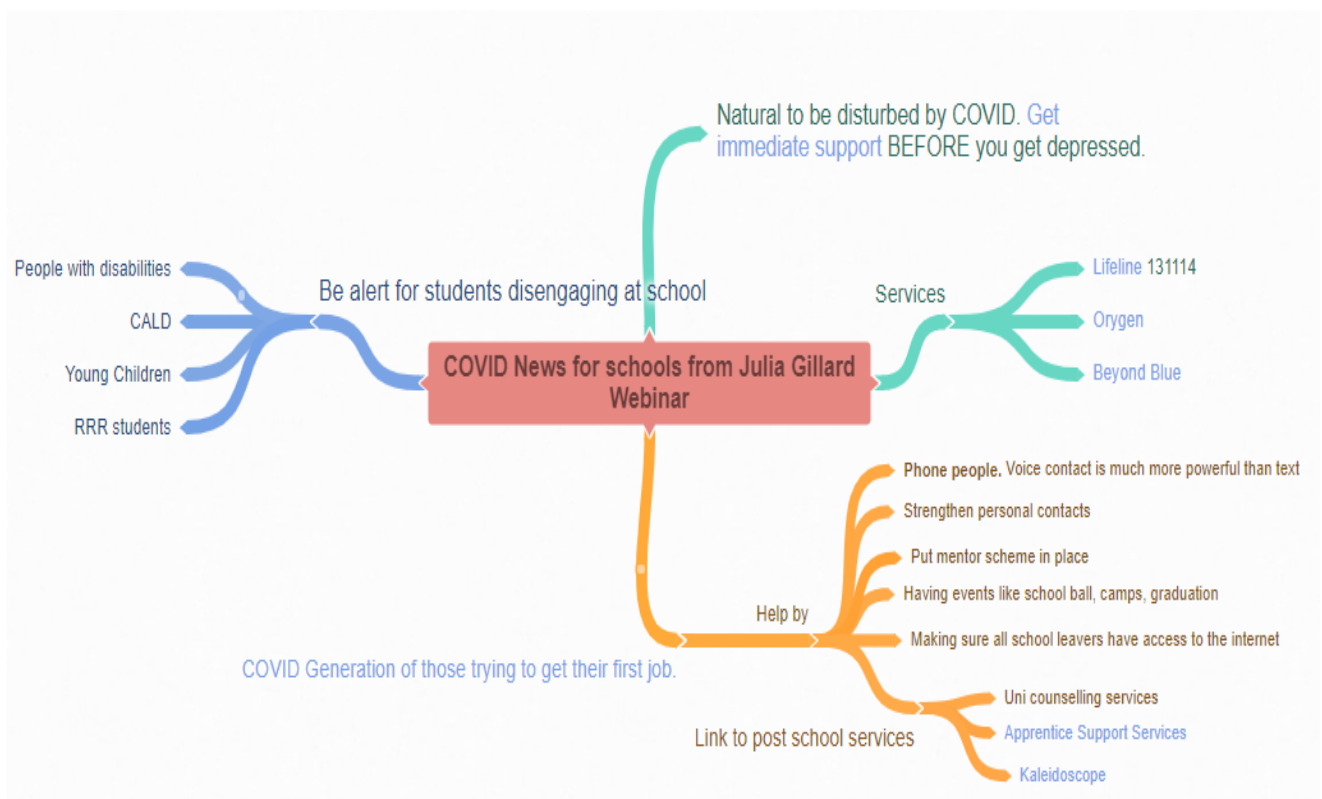 Natural to be disturbed by COVID. Get
immediate support BEFORE you get depressed.
People with disabilities
CALD
Young Children
RRR students
Be alert for students disengaging at school
COVID News for schools from Julia Gillard
Webinar
Services
Lifeline 131114
Orygen
Beyond Blue
COVID Generation of those trying to get their first job.
Help by
Phone people. Voice contact is much more powerful than text
Strengthen personal contacts
Put mentor scheme in place
Having events like school ball, camps, graduation
Making sure all school leavers have access to the internet
Link to post school services
Uni counselling services
Apprentice Support Services
Kaleidoscope